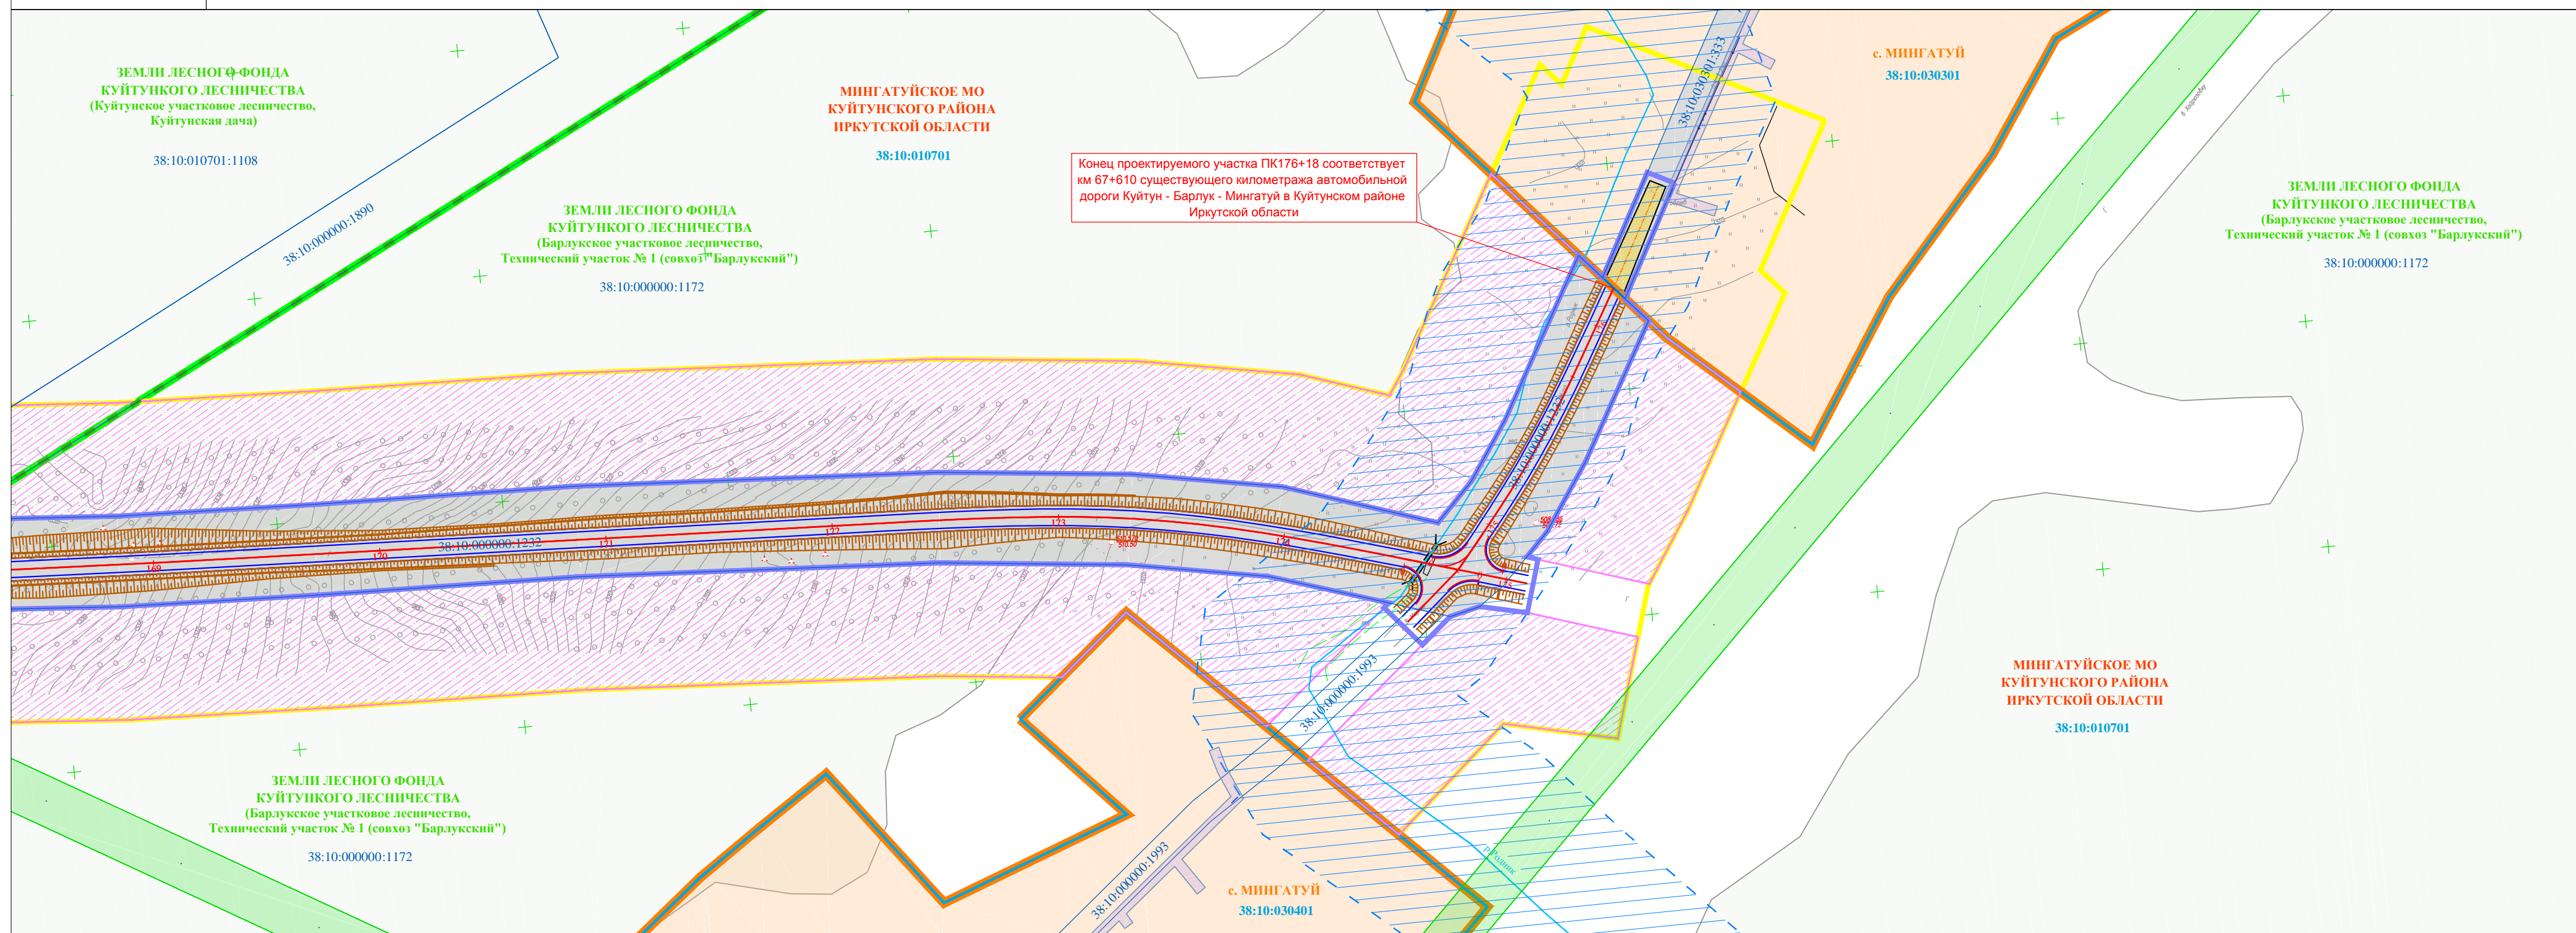 ЗЕМЛИ ЛЕСНОГО ФОНДА
КУЙТУНКОГО ЛЕСНИЧЕСТВА
(Куйтунское участковое лесничество,
Куйтунская дача)
38:10:010701:1108
38:10:000000:1890
ЗЕМЛИ ЛЕСНОГО ФОНДА
КУЙТУНКОГО ЛЕСНИЧЕСТВА
(Барлукское участковое лесничество,
Технический участок № 1 (совхоз "Барлукский")
38:10:000000:1172
МИНГАТУЙСКОЕ МО
КУЙТУНСКОГО РАЙОНА
ИРКУТСКОЙ ОБЛАСТИ
38:10:010701
Конец проектируемого участка ПК176+18 соответствует
км 67+610 существующего километража автомобильной
дороги Куйтун - Барлук - Мингатуй в Куйтунском районе
Иркутской области
38:10:030301:333
с. МИНГАТУЙ
38:10:030301
ЗЕМЛИ ЛЕСНОГО ФОНДА
КУЙТУНКОГО ЛЕСНИЧЕСТВА
(Барлукское участковое лесничество,
Технический участок № 1 (совхоз "Барлукский")
38:10:000000:1172
38:10:000000:1232
38:10:000000:1232
169
170
171
172
173
174
175
176
38:10:000000:1993
МИНГАТУЙСКОЕ МО
КУЙТУНСКОГО РАЙОНА
ИРКУТСКОЙ ОБЛАСТИ
38:10:010701
ЗЕМЛИ ЛЕСНОГО ФОНДА
КУЙТУНКОГО ЛЕСНИЧЕСТВА
(Барлукское участковое лесничество,
Технический участок № 1 (совхоз "Барлукский")
38:10:000000:1172
38:10:000000:1993
с. МИНГАТУЙ
38:10:030401
р.Родник